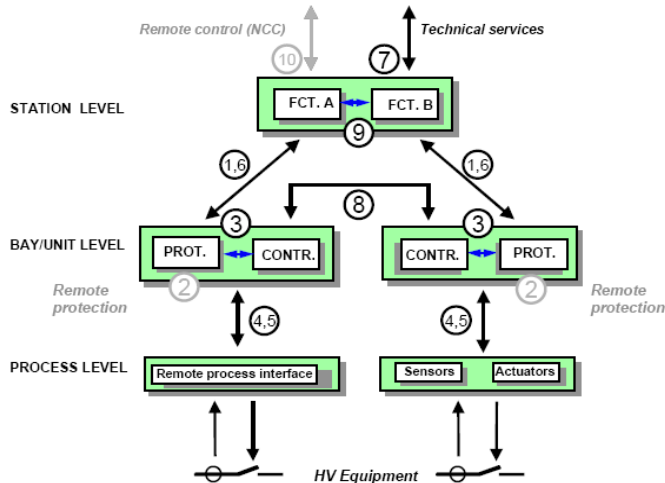 Remote control (NCC)
Technical services
10
7
FCT. A
FCT. B
STATION LEVEL
9
1,6
1,6
8
3
3
BAY/UNIT LEVEL
PROT.
CONTR.
CONTR.
PROT.
2
2
Remote
protection
Remote
protection
4,5
4,5
PROCESS LEVEL
Remote process interface
Sensors
Actuators
HV Equipment